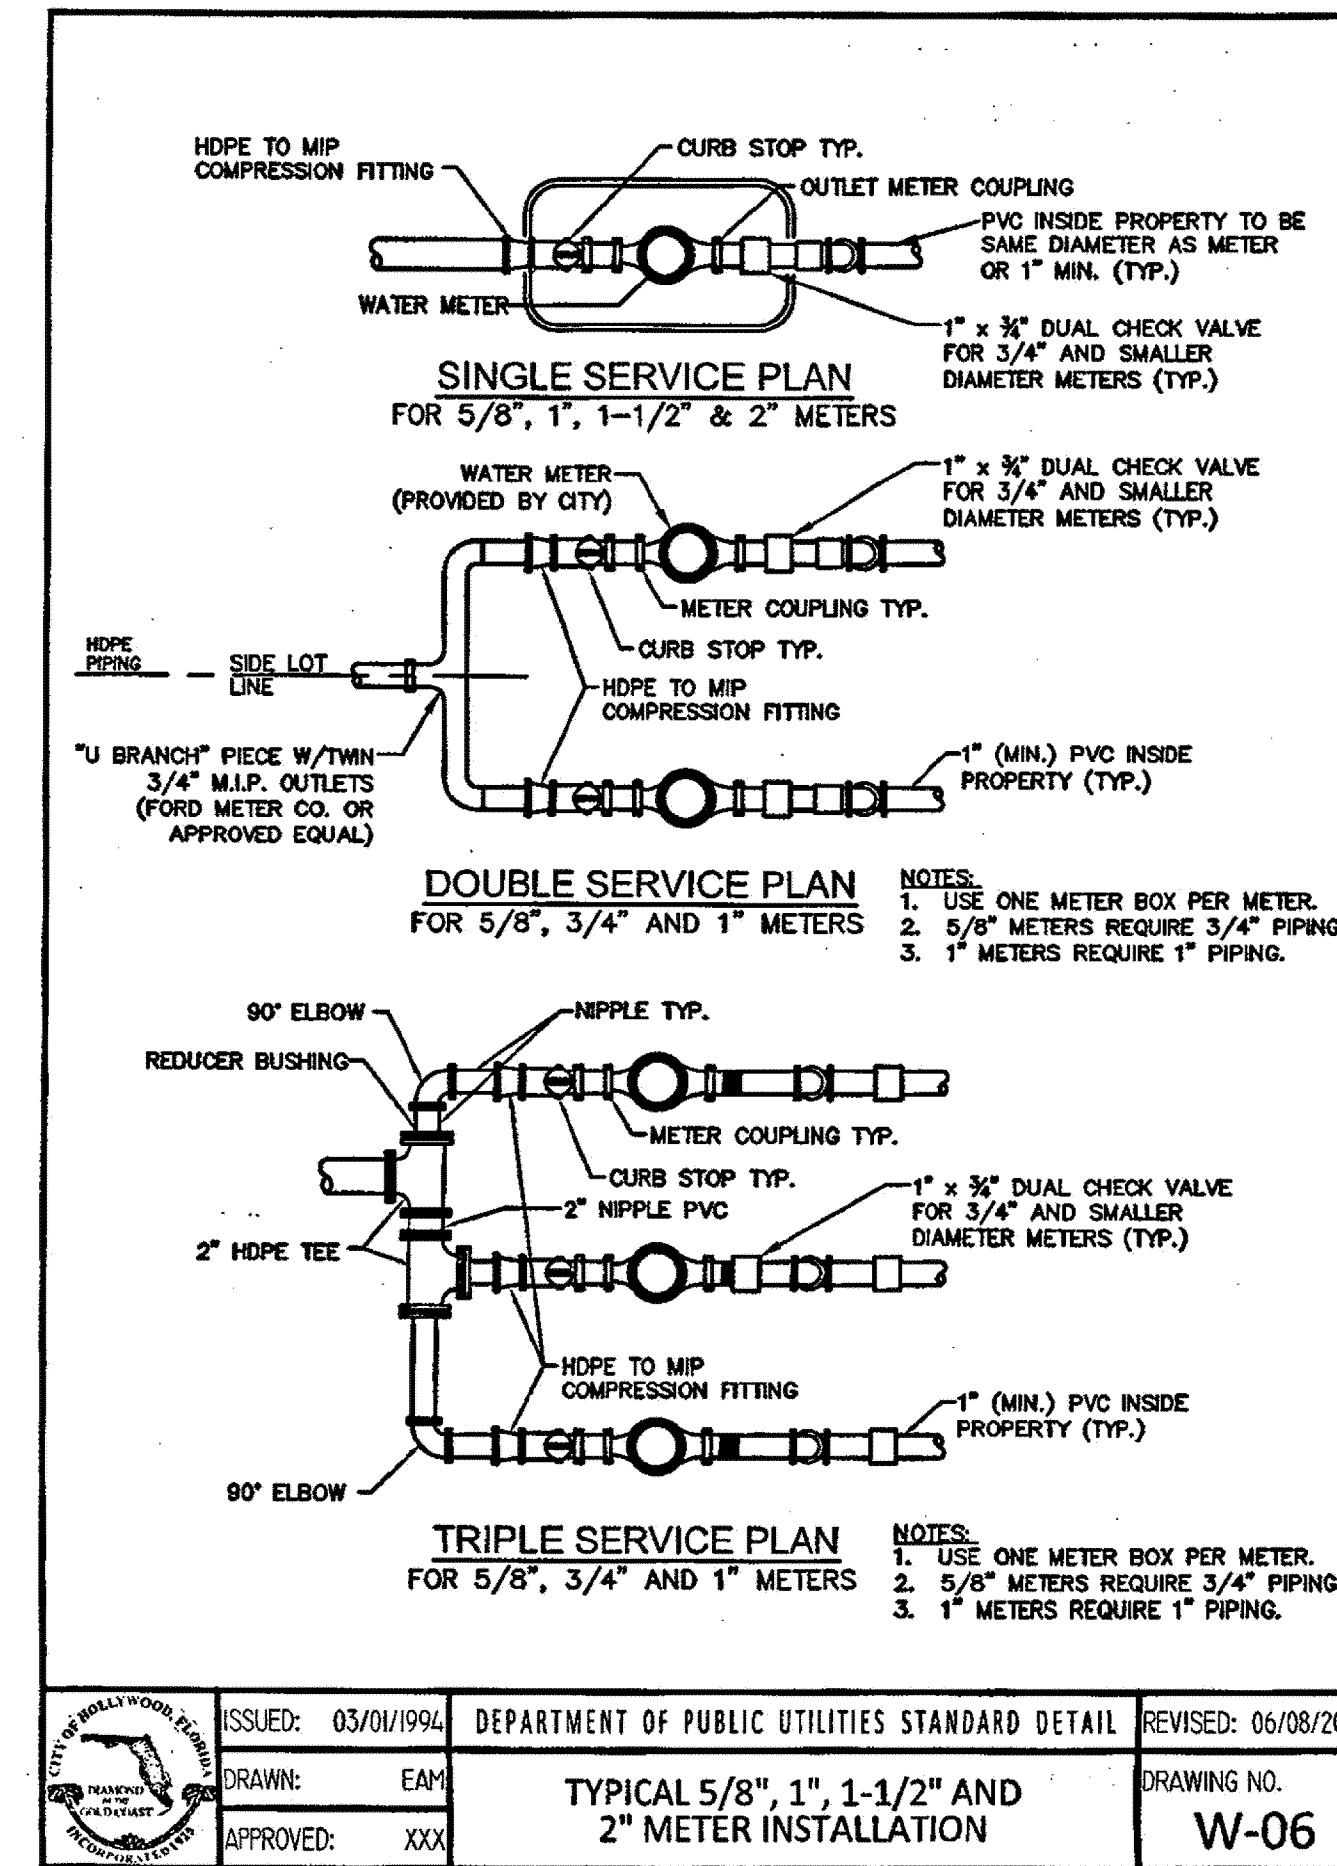 HDPE TO MIP
COMPRESSION FITTING
CURB STOP TYP.
OUTLET METER COUPLING
PVC INSIDE PROPERTY TO BE
SAME DIAMETER AS METER
OR 1" MIN. (TYP.)
WATER METER
1" x ¾" DUAL CHECK VALVE
FOR 3/4" AND SMALLER
DIAMETER METERS (TYP.)
SINGLE SERVICE PLAN
FOR 5/8", 1", 1-1/2" & 2" METERS
WATER METER
(PROVIDED BY CITY)
1" x ¾" DUAL CHECK VALVE
FOR 3/4" AND SMALLER
DIAMETER METERS (TYP.)
METER COUPLING TYP.
CURB STOP TYP.
HDPE
PIPING
SIDE LOT
LINE
HDPE TO MIP
COMPRESSION FITTING
"U BRANCH" PIECE W/TWIN
3/4" M.I.P. OUTLETS
(FORD METER CO. OR
APPROVED EQUAL)
1" (MIN.) PVC INSIDE
PROPERTY (TYP.)
DOUBLE SERVICE PLAN
FOR 5/8", 3/4" AND 1" METERS
NOTES:
1. USE ONE METER BOX PER METER.
2. 5/8" METERS REQUIRE 3/4" PIPING
3. 1" METERS REQUIRE 1" PIPING.
90° ELBOW
NIPPLE TYP.
REDUCER BUSHING
METER COUPLING TYP.
CURB STOP TYP.
2" NIPPLE PVC
1" x ¾" DUAL CHECK VALVE
FOR 3/4" AND SMALLER
DIAMETER METERS (TYP.)
2" HDPE TEE
HDPE TO MIP
COMPRESSION FITTING
1" (MIN.) PVC INSIDE
PROPERTY (TYP.)
90° ELBOW
TRIPLE SERVICE PLAN
FOR 5/8", 3/4" AND 1" METERS
NOTES:
1. USE ONE METER BOX PER METER.
2. 5/8" METERS REQUIRE 3/4" PIPING
3. 1" METERS REQUIRE 1" PIPING.
CITY OF HOLLYWOOD, FLORIDA
DIAMOND
OF THE
GOLD COAST
INCORPORATED 1925
ISSUED: 03/01/1994
DRAWN: EAM
APPROVED: XXX
DEPARTMENT OF PUBLIC UTILITIES STANDARD DETAIL
TYPICAL 5/8", 1", 1-1/2" AND
2" METER INSTALLATION
REVISED: 06/08/20
DRAWING NO.
W-06